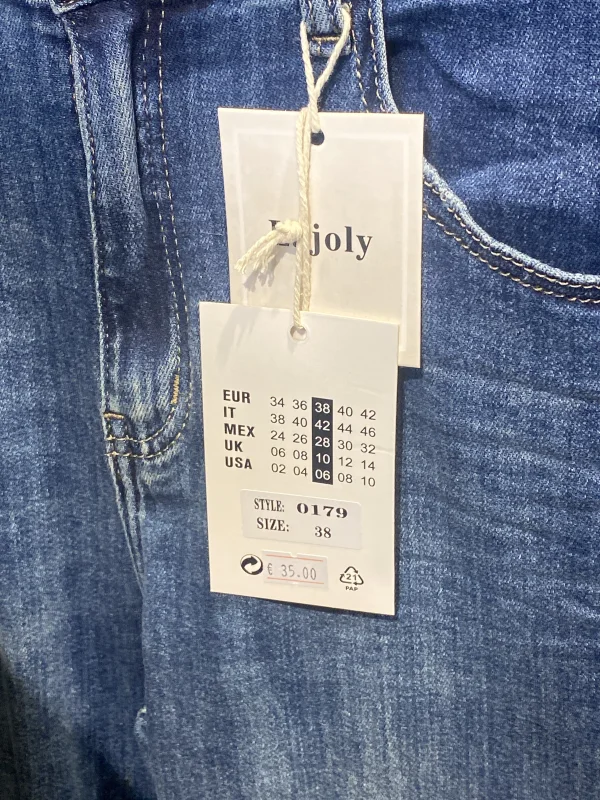 joly
EUR 34 36 38 40 42
IT 38 40 42 44 46
MEX 24 26 28 30 32
UK 06 08 10 12 14
USA 02 04 06 08 10
STYLE: 0179
SIZE: 38
€ 35.00
21
PAP